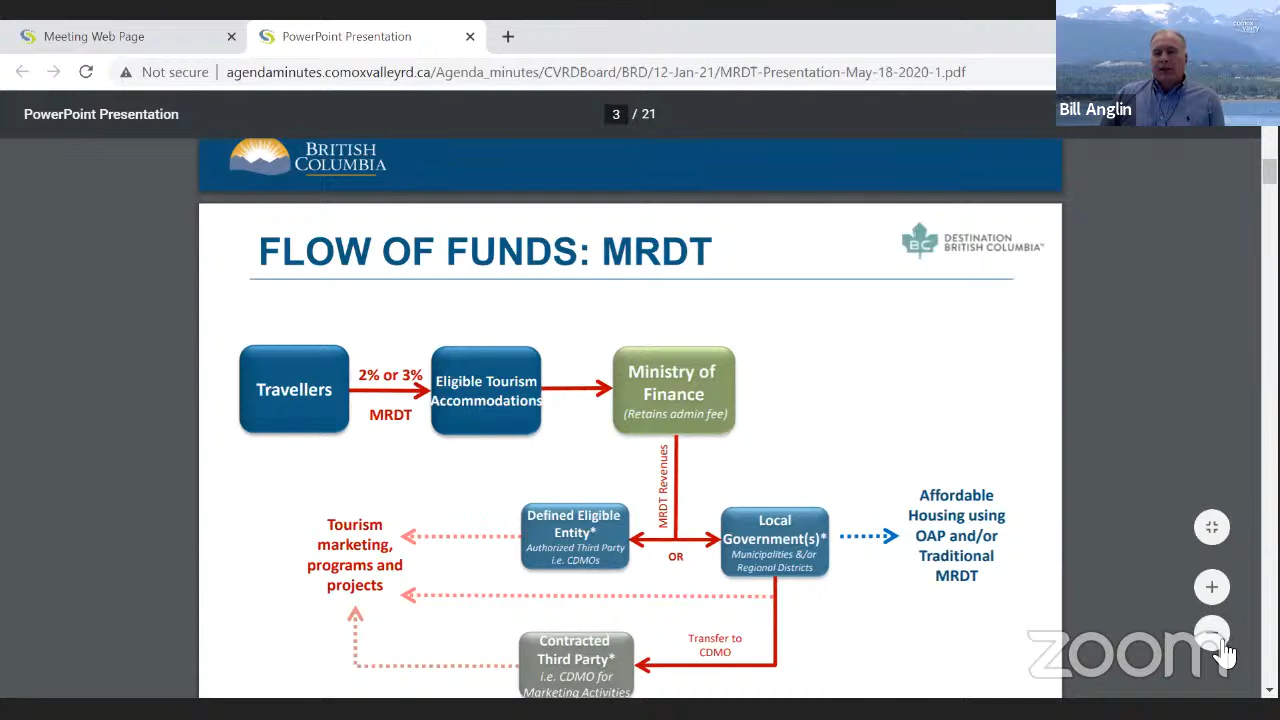 Meeting Web Page
PowerPoint Presentation
Not secure
agendaminutes.comoxvalleyrd.ca/Agenda_minutes/CVRDBoard/BRD/12-Jan-21/MRDT-Presentation-May-18-2020-1.pdf
comox valley
Bill Anglin
PowerPoint Presentation
3 / 21
BRITISH
COLUMBIA
FLOW OF FUNDS: MRDT
BC
DESTINATION
BRITISH COLUMBIA™
Travellers
2% or 3%
MRDT
Eligible Tourism
Accommodations
Ministry of
Finance
(Retains admin fee)
MRDT Revenues
Tourism
marketing,
programs and
projects
Defined Eligible
Entity*
Authorized Third Party
i.e. CDMOs
OR
Local
Government(s)*
Municipalities &/or
Regional Districts
Affordable
Housing using
OAP and/or
Traditional
MRDT
Contracted
Third Party*
i.e. CDMO for
Marketing Activities
Transfer to
CDMO
zoom